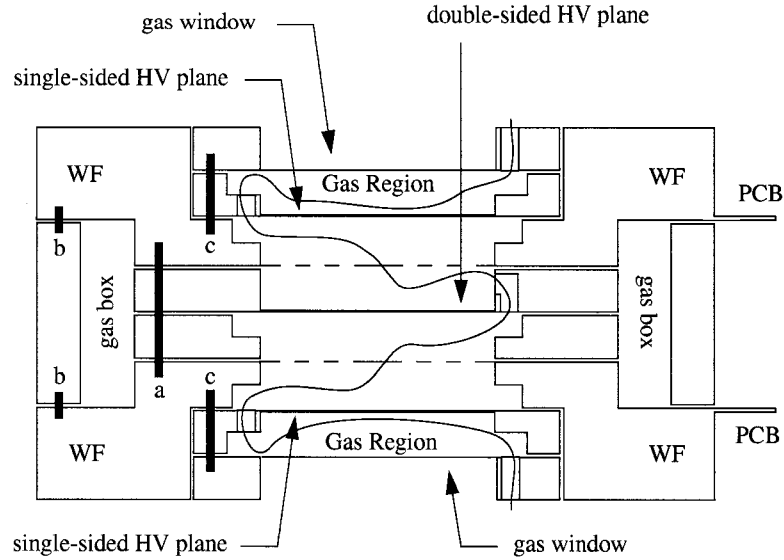 double-sided HV plane
gas window
single-sided HV plane
WF
Gas Region
WF
PCB
b
c
gas box
gas box
b
a
c
WF
Gas Region
WF
PCB
single-sided HV plane
gas window